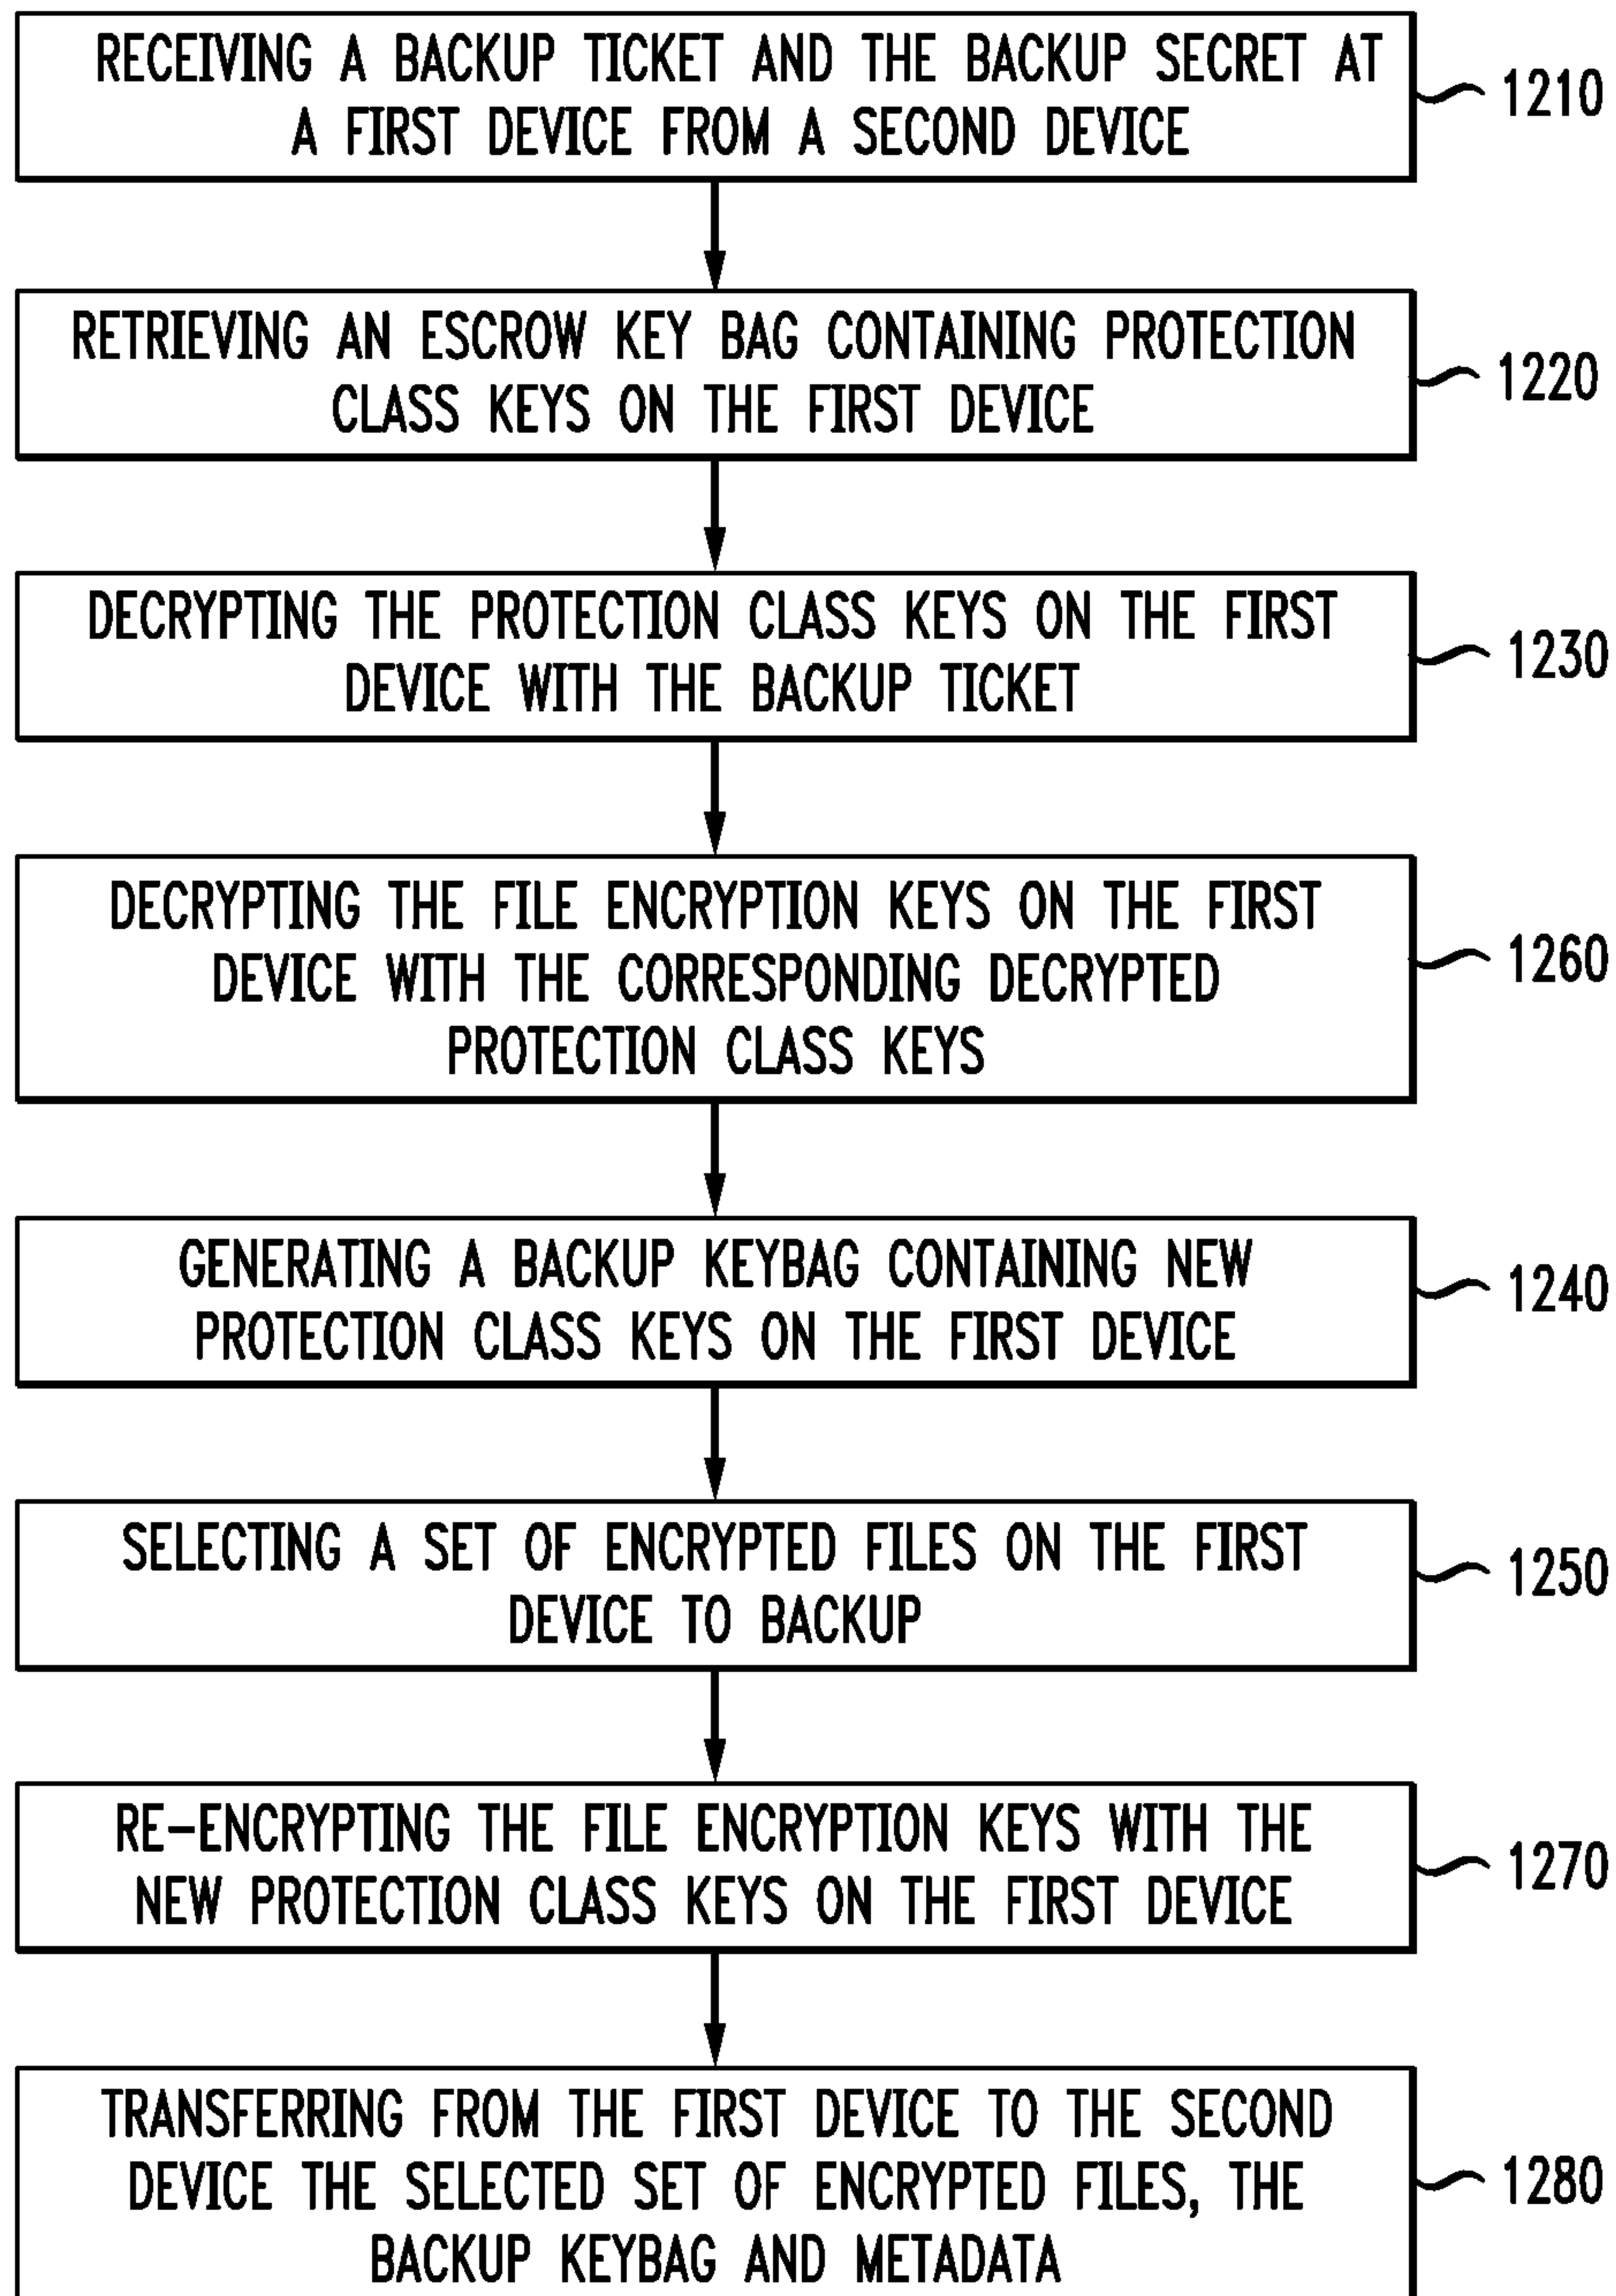 RECEIVING A BACKUP TICKET AND THE BACKUP SECRET AT
A FIRST DEVICE FROM A SECOND DEVICE
1210
RETRIEVING AN ESCROW KEY BAG CONTAINING PROTECTION
CLASS KEYS ON THE FIRST DEVICE
1220
DECRYPTING THE PROTECTION CLASS KEYS ON THE FIRST
DEVICE WITH THE BACKUP TICKET
1230
DECRYPTING THE FILE ENCRYPTION KEYS ON THE FIRST
DEVICE WITH THE CORRESPONDING DECRYPTED
PROTECTION CLASS KEYS
1260
GENERATING A BACKUP KEYBAG CONTAINING NEW
PROTECTION CLASS KEYS ON THE FIRST DEVICE
1240
SELECTING A SET OF ENCRYPTED FILES ON THE FIRST
DEVICE TO BACKUP
1250
RE-ENCRYPTING THE FILE ENCRYPTION KEYS WITH THE
NEW PROTECTION CLASS KEYS ON THE FIRST DEVICE
1270
TRANSFERRING FROM THE FIRST DEVICE TO THE SECOND
DEVICE THE SELECTED SET OF ENCRYPTED FILES, THE
BACKUP KEYBAG AND METADATA
1280